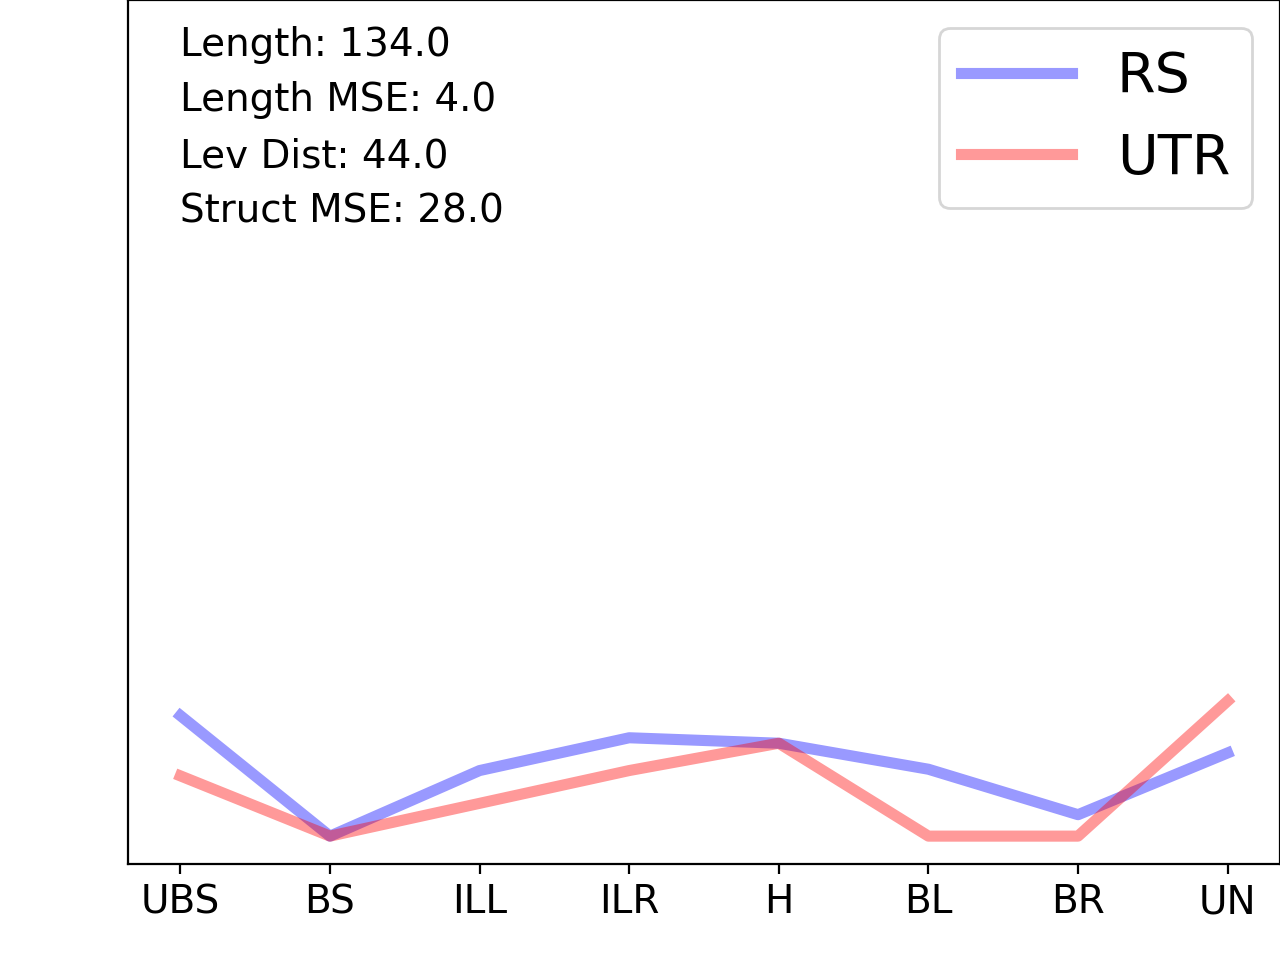 Length: 134.0
Length MSE: 4.0
Lev Dist: 44.0
Struct MSE: 28.0
RS
UTR
UBS BS ILL ILR H BL BR UN